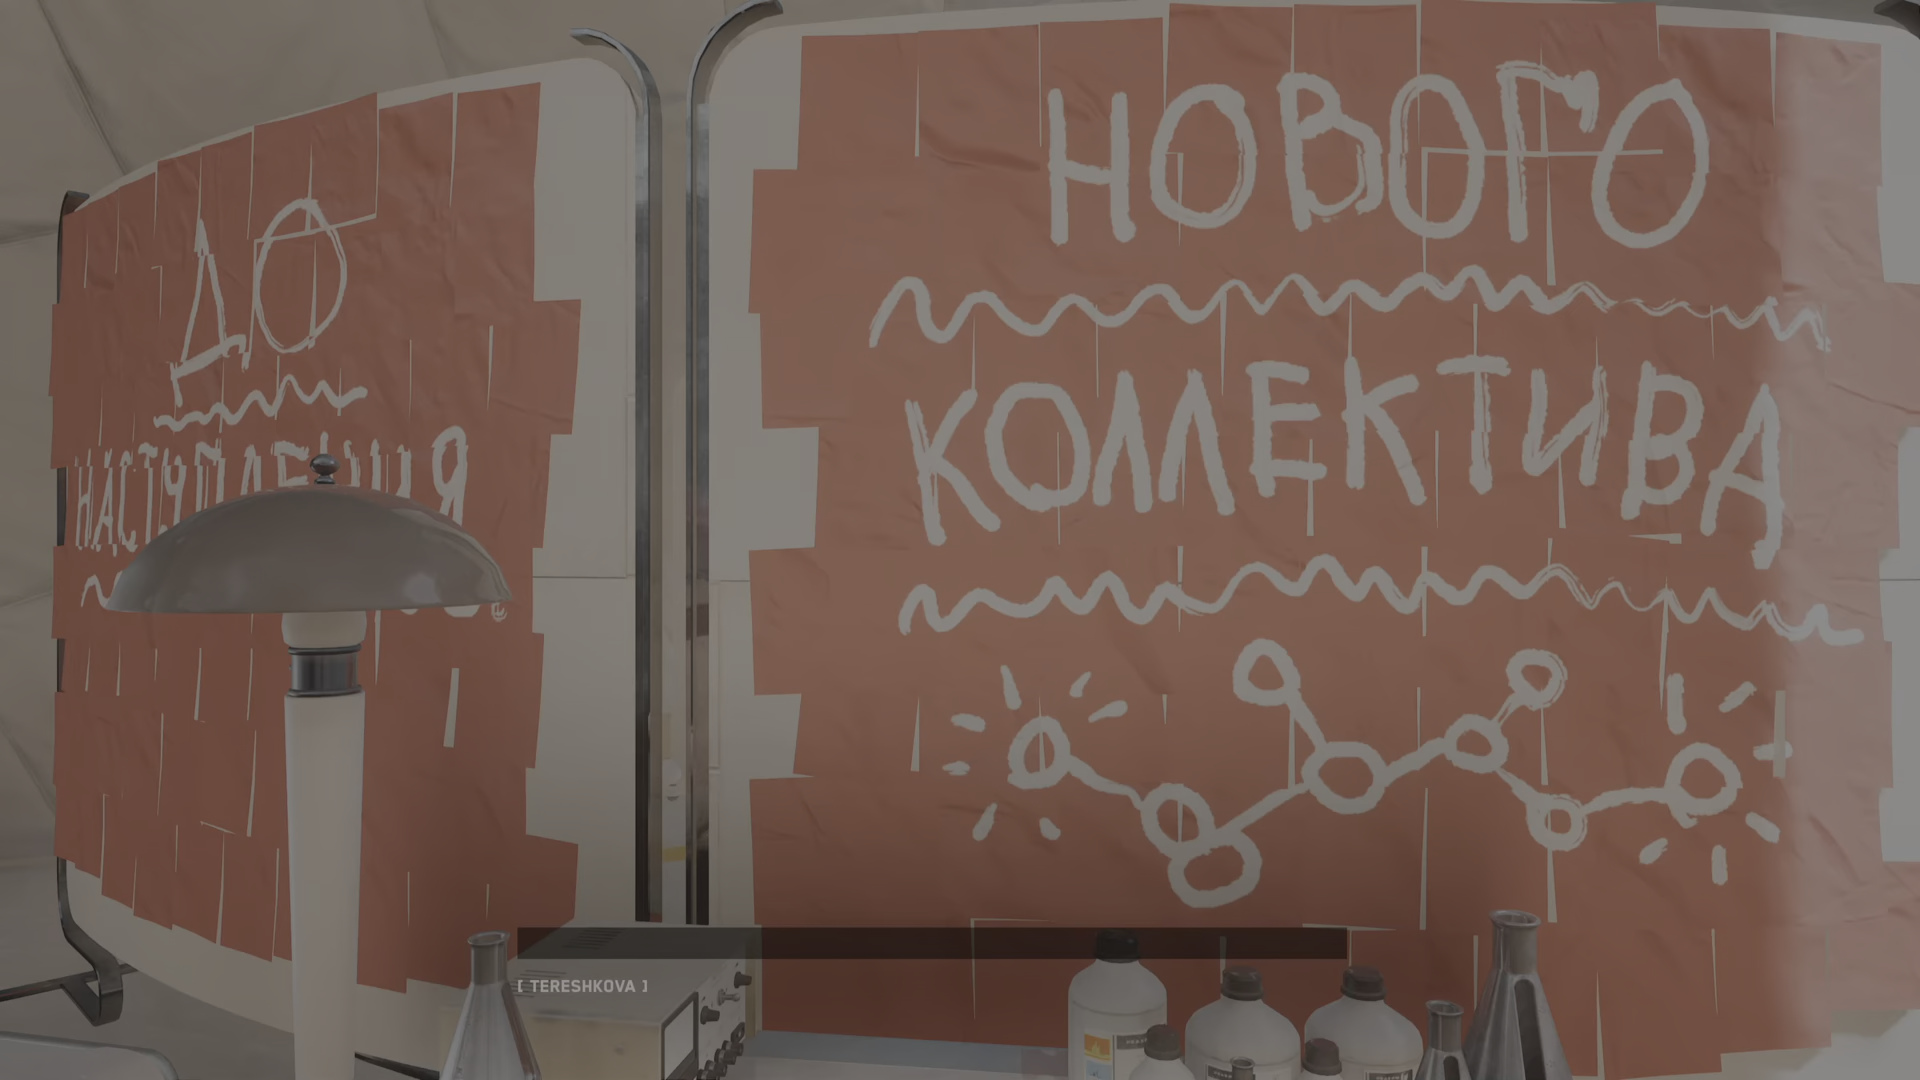 ДО
НАСТУПЛЕНИЯ
НОВОГО
КОЛЛЕКТИВА
[ TERESHKOVA ]